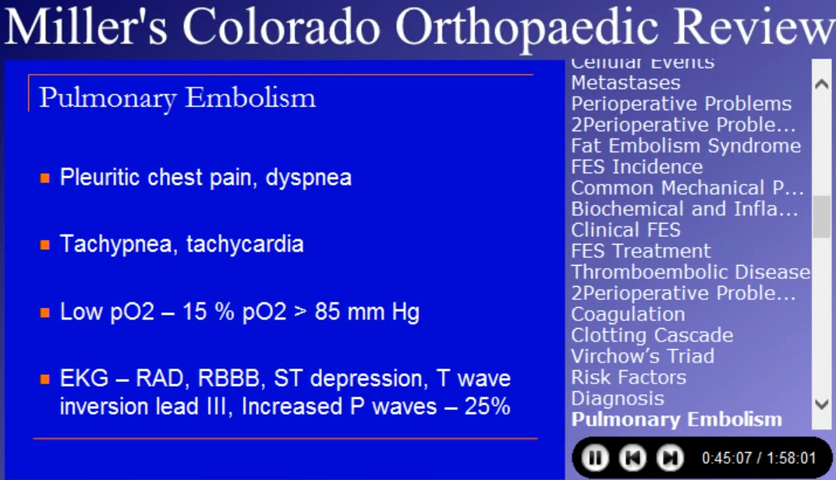 Miller's Colorado Orthopaedic Review
Pulmonary Embolism
Pleuritic chest pain, dyspnea
Tachypnea, tachycardia
Low pO2 – 15 % pO2 > 85 mm Hg
EKG – RAD, RBBB, ST depression, T wave
inversion lead III, Increased P waves – 25%
Cellular Events
Metastases
Perioperative Problems
2Perioperative Proble...
Fat Embolism Syndrome
FES Incidence
Common Mechanical P...
Biochemical and Infla...
Clinical FES
FES Treatment
Thromboembolic Disease
2Perioperative Proble...
Coagulation
Clotting Cascade
Virchow's Triad
Risk Factors
Diagnosis
Pulmonary Embolism
0:45:07 / 1:58:01